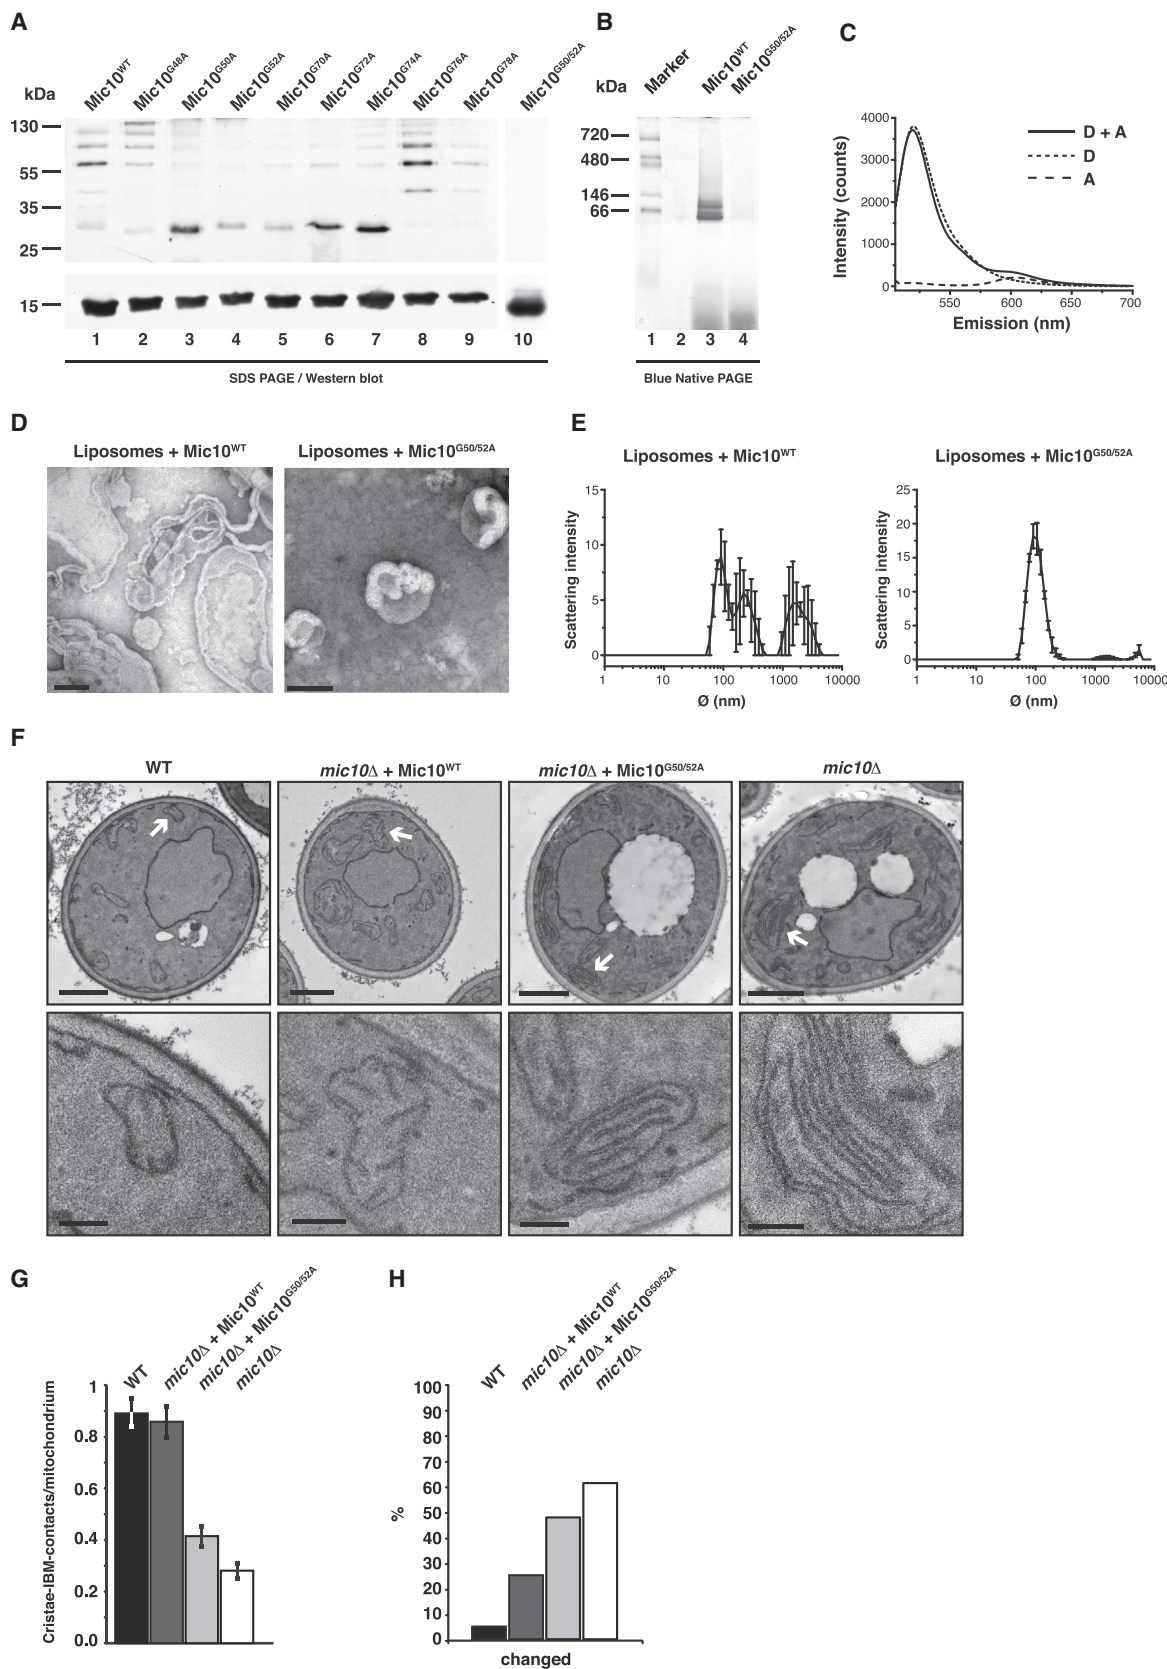 A
Mic10WT Mic10G48A Mic10G50A Mic10G52A Mic10G70A Mic10G72A Mic10G74A Mic10G76A Mic10G78A Mic10G50/52A
kDa
130
55
35
25
15
1 2 3 4 5 6 7 8 9 10
SDS PAGE / Western blot
B
Marker Mic10WT Mic10G50/52A
kDa
720
480
146
66
1 2 3 4
Blue Native PAGE
C
Intensity (counts)
4000
3000
2000
1000
0
D + A
D
A
550 600 650 700
Emission (nm)
D
Liposomes + Mic10WT
Liposomes + Mic10G50/52A
E
Liposomes + Mic10WT
Scattering intensity
15
10
5
0
1 10 100 1000 10000
Ø (nm)
Liposomes + Mic10G50/52A
Scattering intensity
25
20
15
10
5
0
1 10 100 1000 10000
Ø (nm)
F
WT
mic10Δ + Mic10WT
mic10Δ + Mic10G50/52A
mic10Δ
G
WT
mic10Δ + Mic10WT
mic10Δ + Mic10G50/52A
mic10Δ
Cristae-IBM-contacts/mitochondrium
1
0.8
0.6
0.4
0.2
0.0
H
WT
mic10Δ + Mic10WT
mic10Δ + Mic10G50/52A
mic10Δ
%
100
90
80
70
60
50
40
30
20
10
0
changed